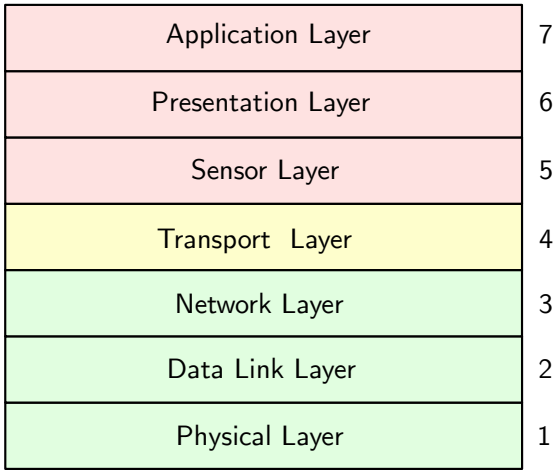 Application Layer 7
Presentation Layer 6
Sensor Layer 5
Transport Layer 4
Network Layer 3
Data Link Layer 2
Physical Layer 1